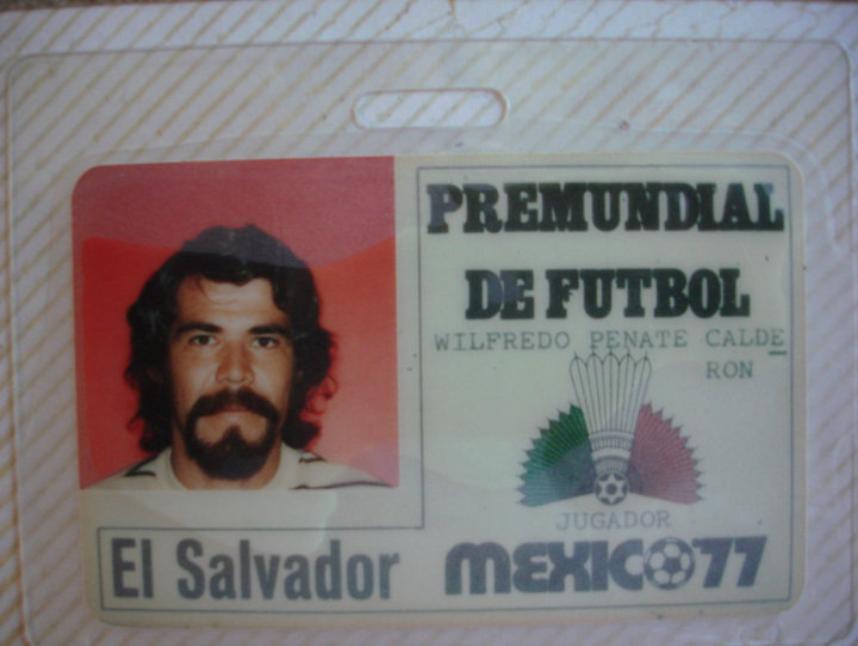 PREMUNDIAL
DE FUTBOL
WILFREDO PENATE CALDE
RON
JUGADOR
El Salvador
MEXICO77